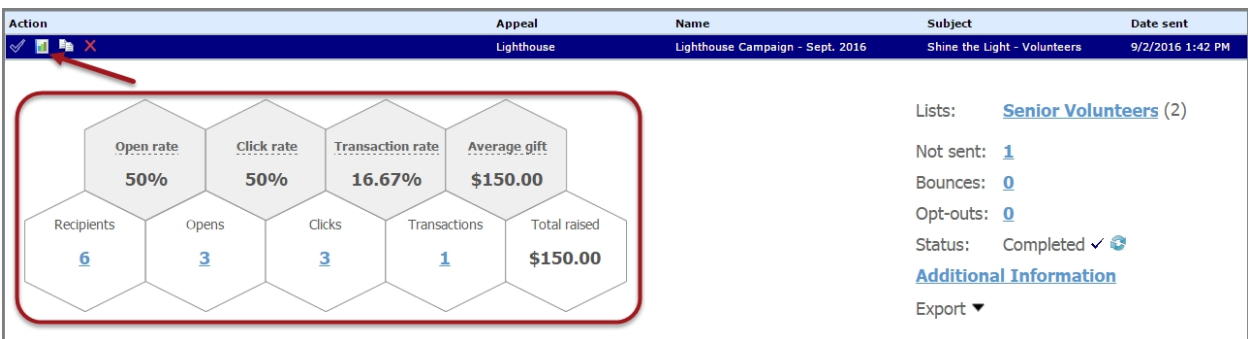 Action Appeal Name Subject Date sent
Lighthouse Lighthouse Campaign - Sept. 2016 Shine the Light - Volunteers 9/2/2016 1:42 PM
Open rate Click rate Transaction rate Average gift
50% 50% 16.67% $150.00
Recipients Opens Clicks Transactions Total raised
6 3 3 1 $150.00
Lists: Senior Volunteers (2)
Not sent: 1
Bounces: 0
Opt-outs: 0
Status: Completed
Additional Information
Export